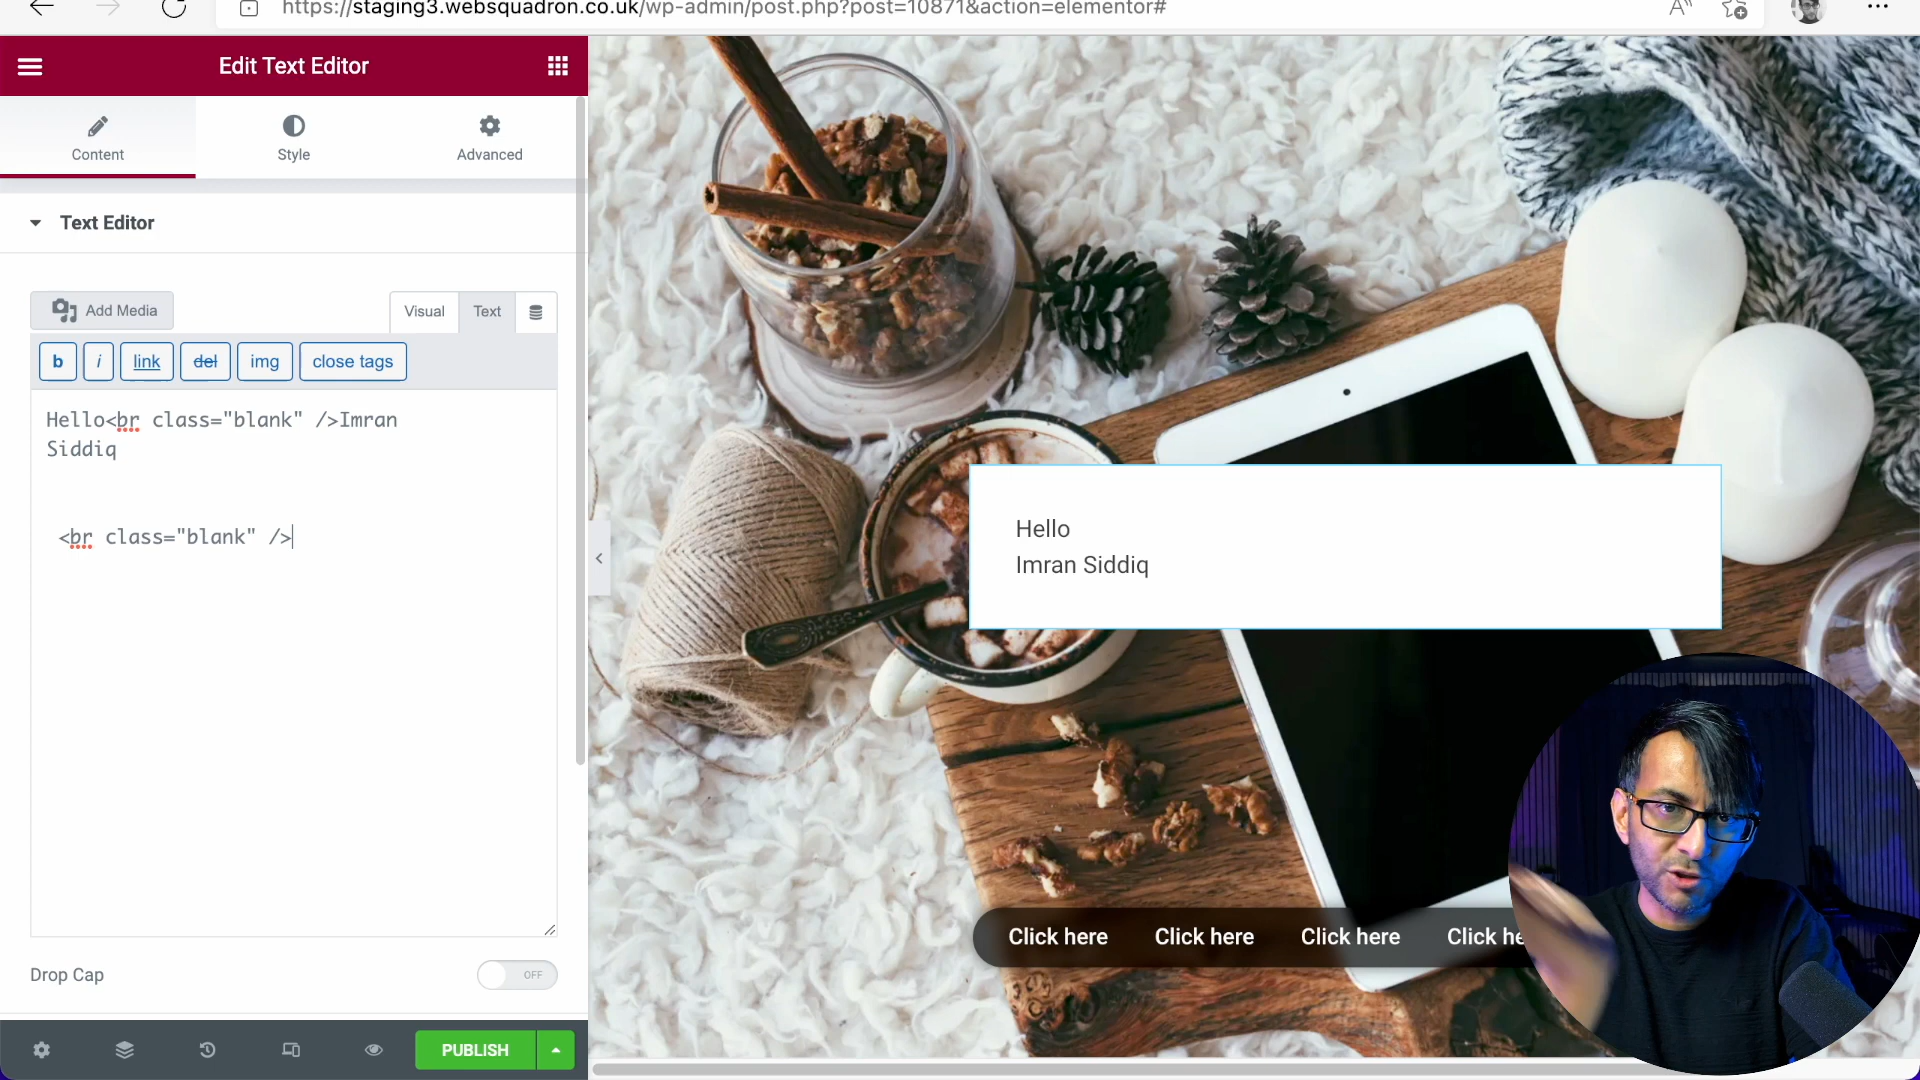 https://staging3.websquadron.co.uk/wp-admin/post.php?post=10871&action=elementor#
Edit Text Editor
Content
Style
Advanced
Text Editor
Add Media
Visual
Text
b
i
link
del
img
close tags
Hello<br class="blank" />Imran
Siddiq
<br class="blank" />
Drop Cap
OFF
PUBLISH
Hello
Imran Siddiq
Click here
Click here
Click here
Click he